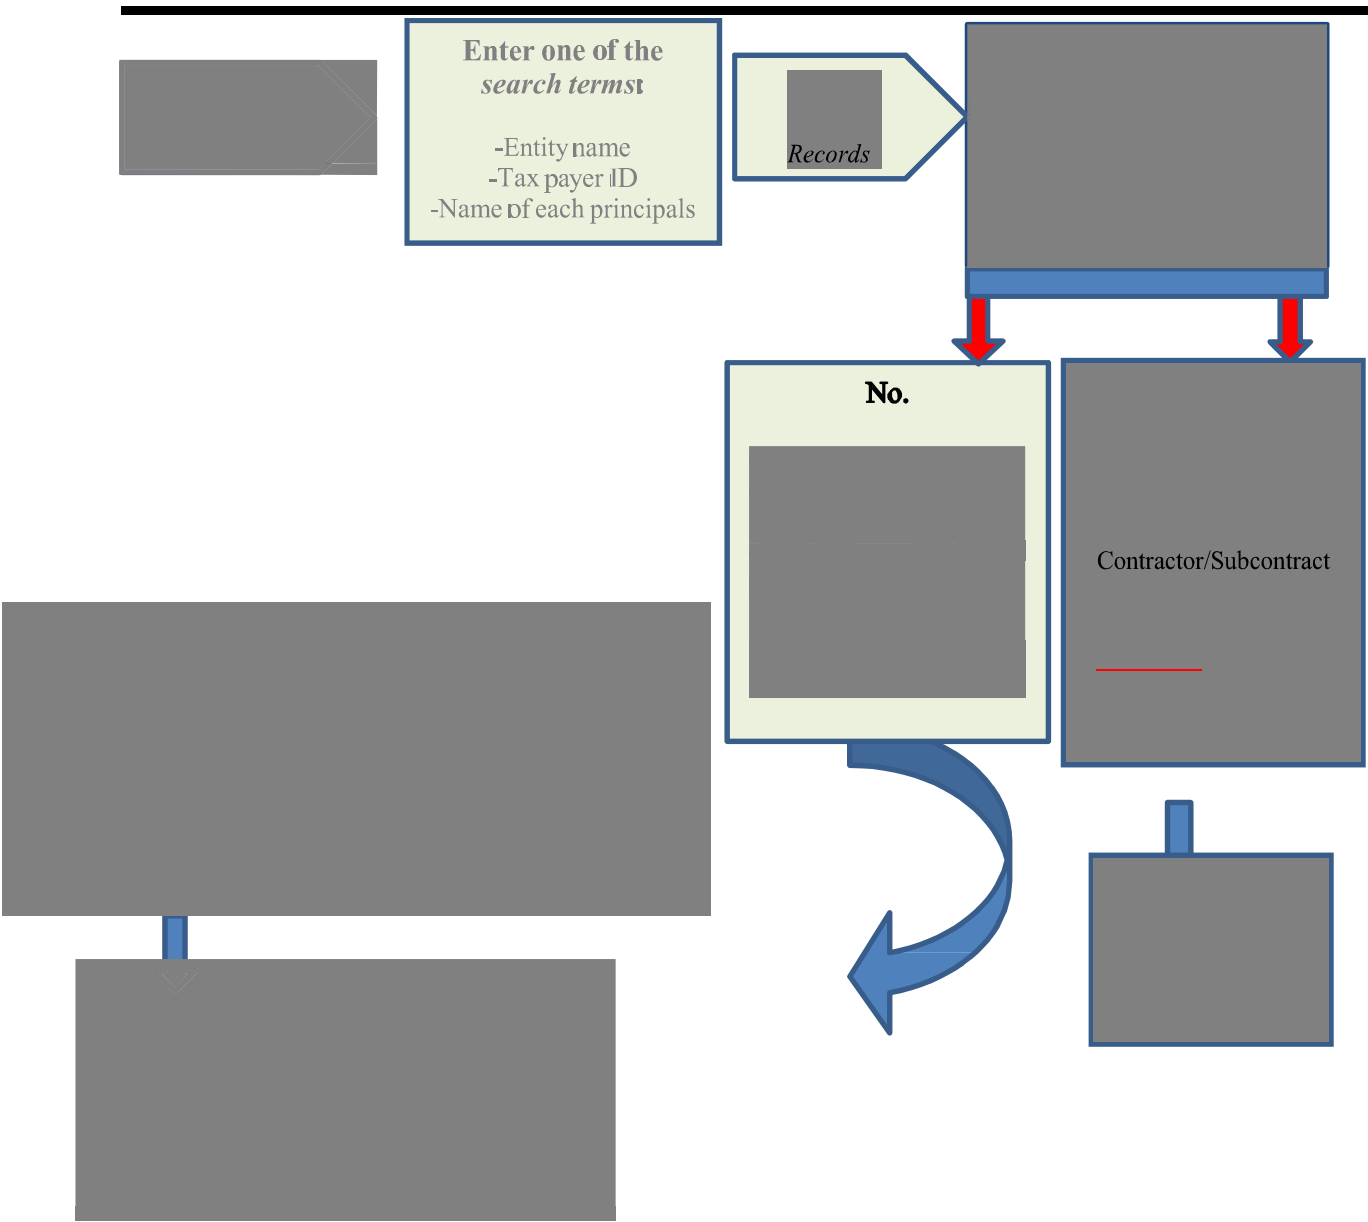 Enter one of the
search terms:
-Entity name
-Tax payer ID
-Name of each principals
Records
No.
Contractor/Subcontract